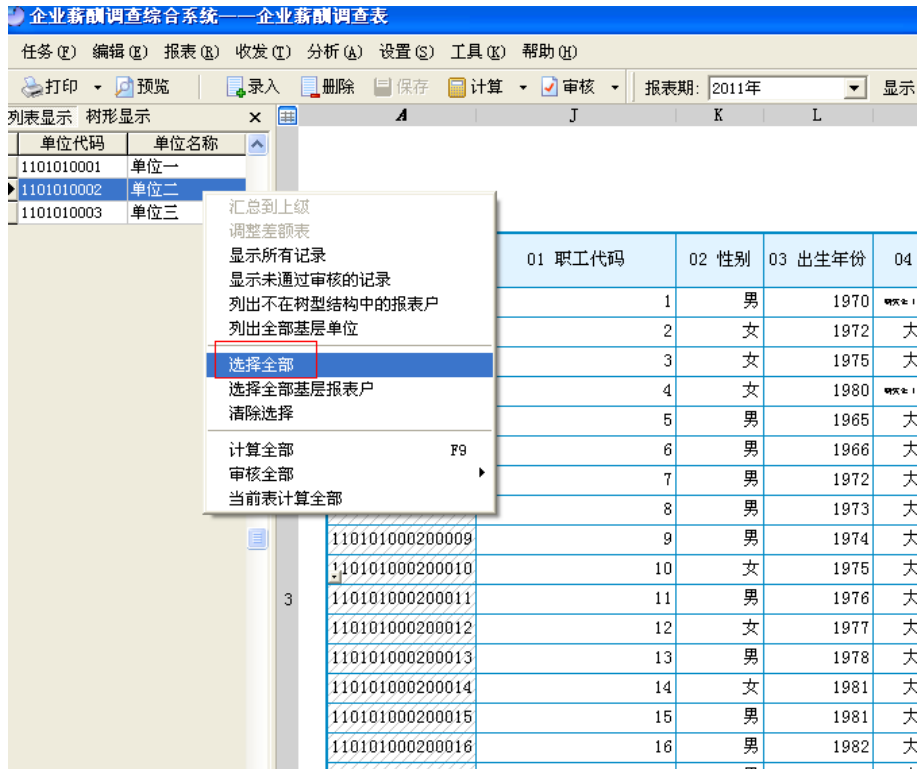 企业薪酬调查综合系统——企业薪酬调查表
任务(F) 编辑(E) 报表(R) 收发(T) 分析(A) 设置(S) 工具(K) 帮助(H)
打印 预览 录入 删除 保存 计算 审核 报表期: 2011年 显示
列表显示 树形显示 A J K L
单位代码 单位名称
1101010001 单位一
1101010002 单位二
1101010003 单位三
汇总到上级
调整差额表
显示所有记录
显示未通过审核的记录
列出不在树型结构中的报表户
列出全部基层单位
选择全部
选择全部基层报表户
清除选择
计算全部 F9
审核全部
当前表计算全部
01 职工代码 02 性别 03 出生年份 04
1 男 1970
2 女 1972 大
3 女 1975 大
4 女 1980
5 男 1965 大
6 男 1966 大
7 男 1972 大
8 男 1973 大
110101000200009 9 男 1974 大
110101000200010 10 女 1975 大
3 110101000200011 11 男 1976 大
110101000200012 12 女 1977 大
110101000200013 13 男 1978 大
110101000200014 14 女 1981 大
110101000200015 15 男 1981 大
110101000200016 16 男 1982 大